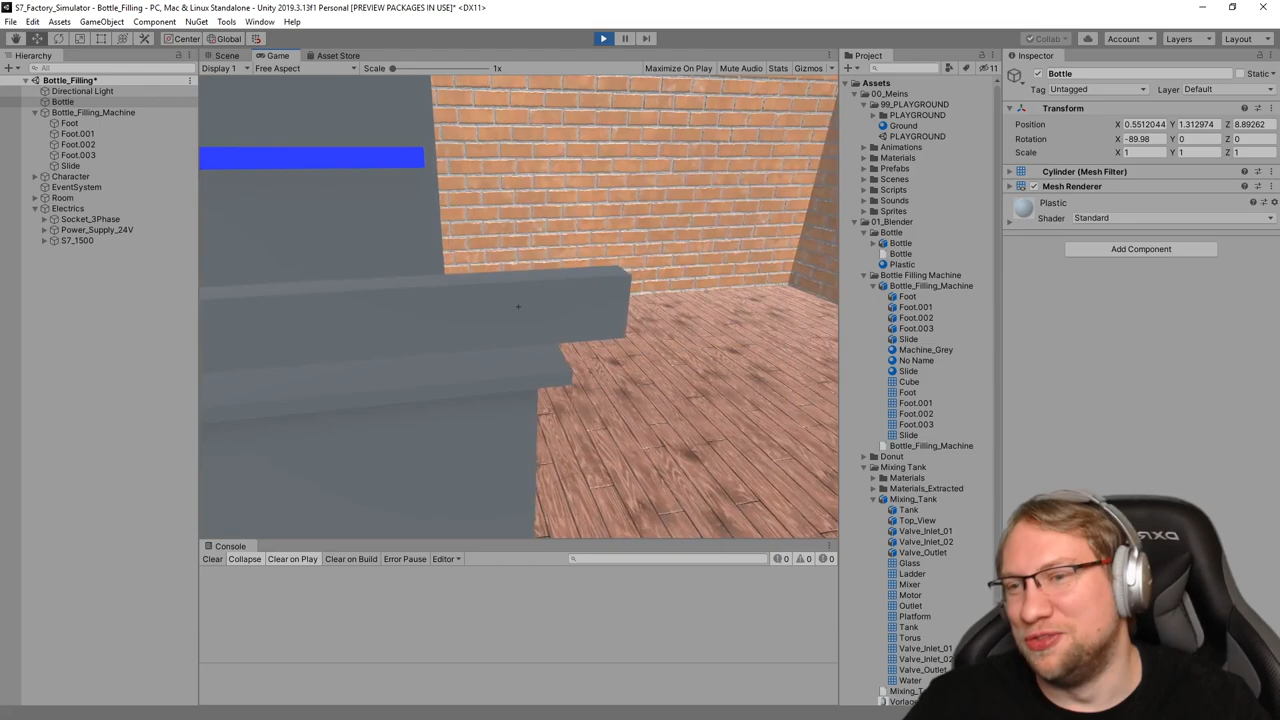 S7_Factory_Simulator - Bottle_Filling - PC, Mac & Linux Standalone - Unity 2019.3.13f1 Personal [PREVIEW PACKAGES IN USE]* <DX11>
File Edit Assets GameObject Component NuGet Tools Window Help
Center Global Collab Account Layers Layout
Hierarchy
All
Bottle_Filling*
Directional Light
Bottle
Bottle_Filling_Machine
Foot
Foot.001
Foot.002
Foot.003
Slide
Character
EventSystem
Room
Electrics
Socket_3Phase
Power_Supply_24V
S7_1500
Scene Game Asset Store
Display 1 Free Aspect Scale 1x Maximize On Play Mute Audio Stats Gizmos
Console
Clear Collapse Clear on Play Clear on Build Error Pause Editor 0 0 0
Project
11
Assets
00_Meins
99_PLAYGROUND
PLAYGROUND
Ground
PLAYGROUND
Animations
Materials
Prefabs
Scenes
Scripts
Sounds
Sprites
01_Blender
Bottle
Bottle
Bottle
Plastic
Bottle Filling Machine
Bottle_Filling_Machine
Foot
Foot.001
Foot.002
Foot.003
Slide
Machine_Grey
No Name
Slide
Cube
Foot
Foot.001
Foot.002
Foot.003
Slide
Bottle_Filling_Machine
Donut
Mixing Tank
Materials
Materials_Extracted
Mixing_Tank
Tank
Top_View
Valve_Inlet_01
Valve_Inlet_02
Valve_Outlet
Glass
Ladder
Mixer
Motor
Outlet
Platform
Tank
Torus
Valve_Inlet_01
Valve_Inlet_02
Valve_Outlet
Water
Mixing_T
Vorlag
Inspector
Bottle Static
Tag Untagged Layer Default
Transform
Position X 0.5512044 Y 1.312974 Z 8.89262
Rotation X -89.98 Y 0 Z 0
Scale X 1 Y 1 Z 1
Cylinder (Mesh Filter)
Mesh Renderer
Plastic
Shader Standard
Add Component
DXRACER